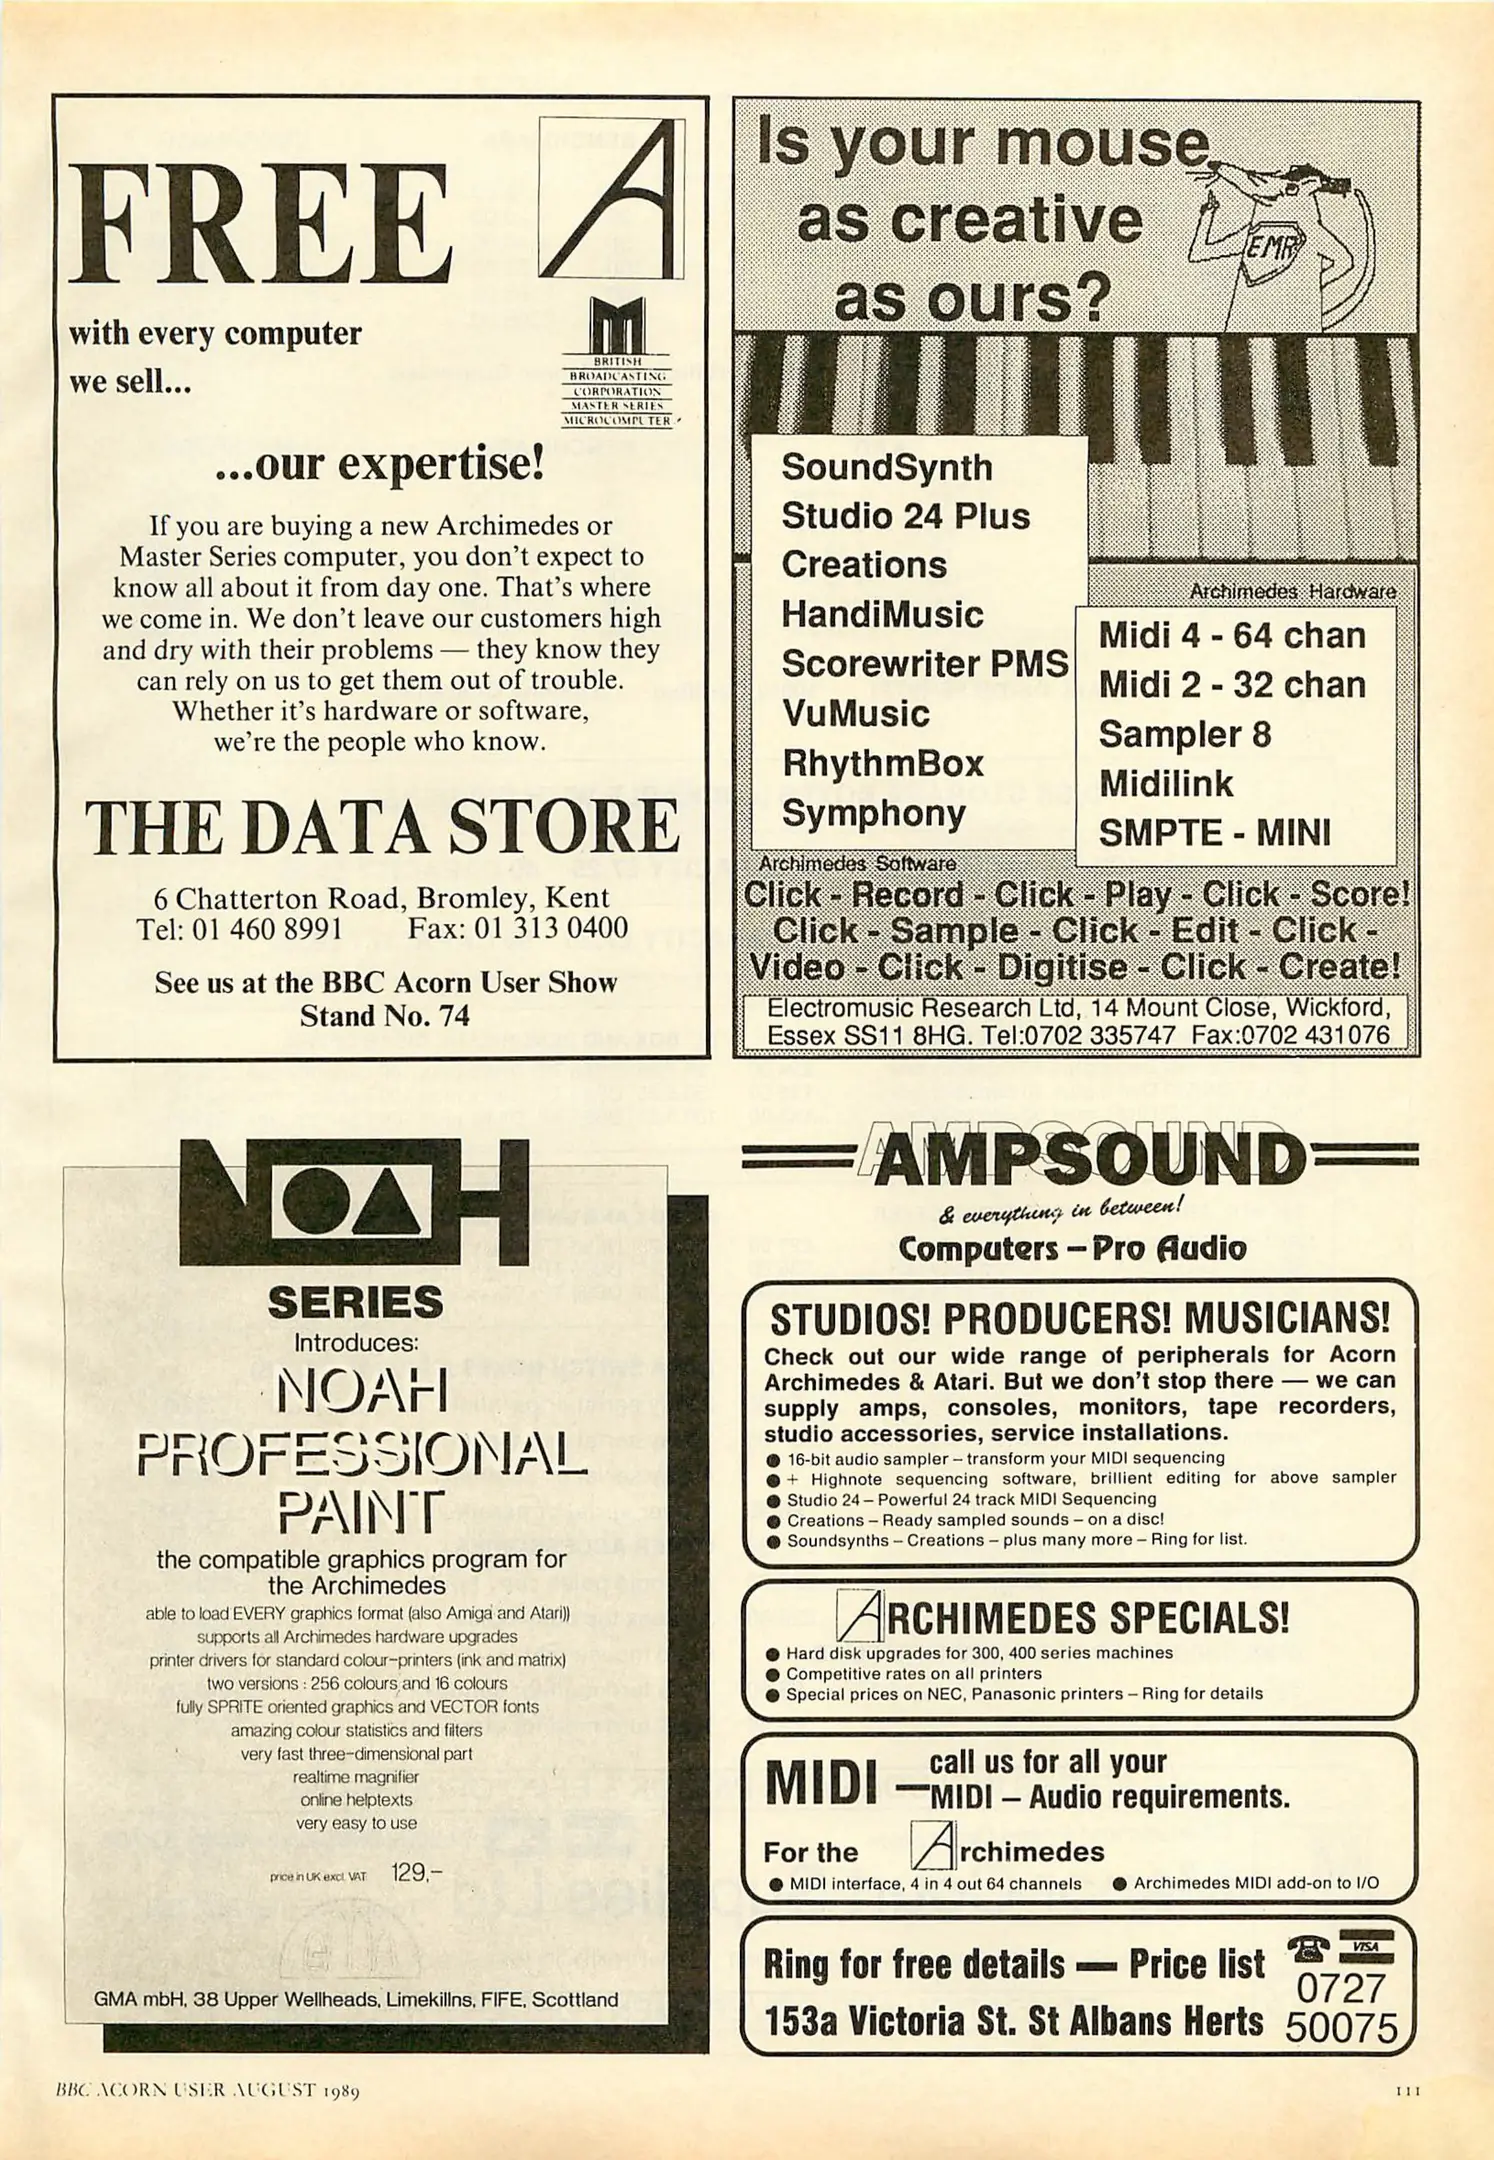 FREE
with every computer
we sell...
BRITISH
BROADCASTING
CORPORATION
MASTER SERIES
MICROCOMPUTER
...our expertise!
If you are buying a new Archimedes or
Master Series computer, you don't expect to
know all about it from day one. That's where
we come in. We don't leave our customers high
and dry with their problems — they know they
can rely on us to get them out of trouble.
Whether it's hardware or software,
we're the people who know.
THE DATA STORE
6 Chatterton Road, Bromley, Kent
Tel: 01 460 8991 Fax: 01 313 0400
See us at the BBC Acorn User Show
Stand No. 74
Is your mouse
as creative
as ours?
EMR
SoundSynth
Studio 24 Plus
Creations
HandiMusic
Scorewriter PMS
VuMusic
RhythmBox
Symphony
Archimedes Software
Archimedes Hardware
Midi 4 - 64 chan
Midi 2 - 32 chan
Sampler 8
Midilink
SMPTE - MINI
Click - Record - Click - Play - Click - Score!
Click - Sample - Click - Edit - Click -
Video - Click - Digitise - Click - Create!
Electromusic Research Ltd, 14 Mount Close, Wickford,
Essex SS11 8HG. Tel:0702 335747 Fax:0702 431076
NOAH
SERIES
Introduces:
NOAH
PROFESSIONAL
PAINT
the compatible graphics program for
the Archimedes
able to load EVERY graphics format (also Amiga and Atari))
supports all Archimedes hardware upgrades
printer drivers for standard colour-printers (ink and matrix)
two versions : 256 colours and 16 colours
fully SPRITE oriented graphics and VECTOR fonts
amazing colour statistics and filters
very fast three-dimensional part
realtime magnifier
online helptexts
very easy to use
price in UK excl. VAT 129,-
GMA mbH, 38 Upper Wellheads, Limekillns, FIFE, Scottland
AMPSOUND
& everything in between!
Computers – Pro Audio
STUDIOS! PRODUCERS! MUSICIANS!
Check out our wide range of peripherals for Acorn
Archimedes & Atari. But we don't stop there — we can
supply amps, consoles, monitors, tape recorders,
studio accessories, service installations.
● 16-bit audio sampler – transform your MIDI sequencing
● + Highnote sequencing software, brillient editing for above sampler
● Studio 24 – Powerful 24 track MIDI Sequencing
● Creations – Ready sampled sounds – on a disc!
● Soundsynths – Creations – plus many more – Ring for list.
ARCHIMEDES SPECIALS!
● Hard disk upgrades for 300, 400 series machines
● Competitive rates on all printers
● Special prices on NEC, Panasonic printers – Ring for details
MIDI — call us for all your
MIDI – Audio requirements.
For the Archimedes
● MIDI interface, 4 in 4 out 64 channels ● Archimedes MIDI add-on to I/O
Ring for free details — Price list
153a Victoria St. St Albans Herts
VISA
0727
50075
BBC ACORN USER AUGUST 1989
111